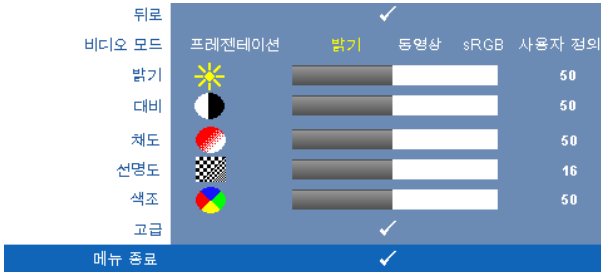 뒤로
비디오 모드 프레젠테이션 밝기 동영상 sRGB 사용자 정의
밝기 50
대비 50
채도 50
선명도 16
색조 50
고급
메뉴 종료